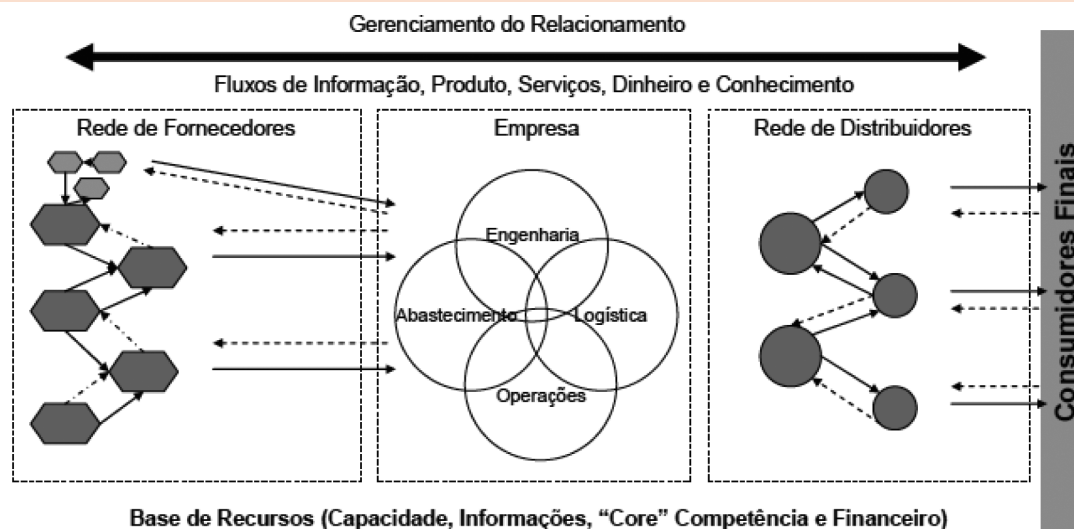 Gerenciamento do Relacionamento
Fluxos de Informação, Produto, Serviços, Dinheiro e Conhecimento
Rede de Fornecedores
Empresa
Rede de Distribuidores
Engenharia
Abastecimento
Logística
Operações
Consumidores Finais
Base de Recursos (Capacidade, Informações, “Core” Competência e Financeiro)